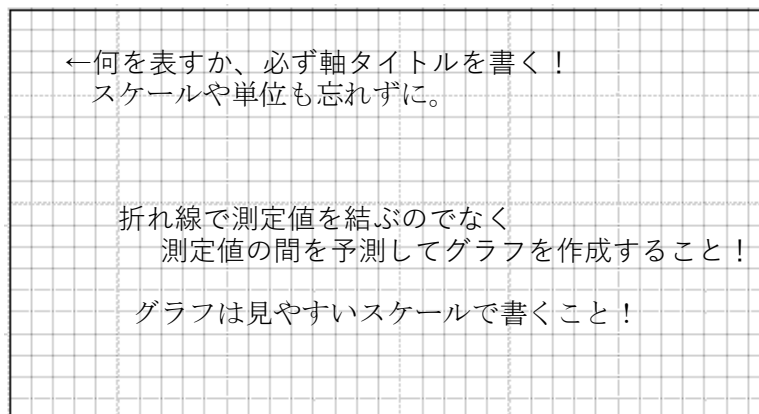 ←何を表すか、必ず軸タイトルを書く！
スケールや単位も忘れずに。
折れ線で測定値を結ぶのでなく
測定値の間を予測してグラフを作成すること！
グラフは見やすいスケールで書くこと！